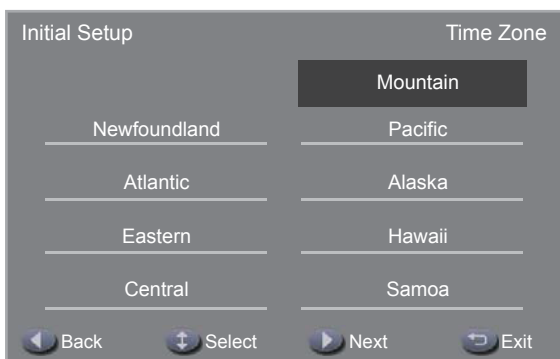 Initial Setup Time Zone
Mountain
Newfoundland Pacific
Atlantic Alaska
Eastern Hawaii
Central Samoa
Back Select Next Exit